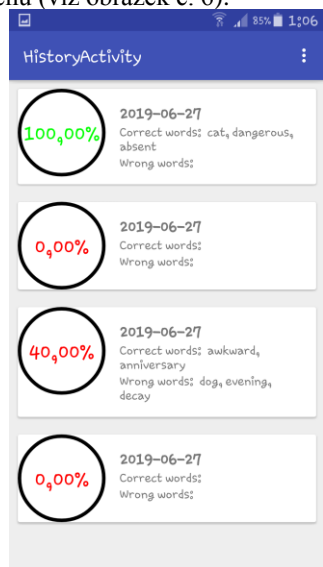 menu (viz obrázek č. 6).
85% 1:06
HistoryActivity
100,00%
2019-06-27
Correct words: cat, dangerous,
absent
Wrong words:
0,00%
2019-06-27
Correct words:
Wrong words:
40,00%
2019-06-27
Correct words: awkward,
anniversary
Wrong words: dog, evening,
decay
0,00%
2019-06-27
Correct words:
Wrong words: